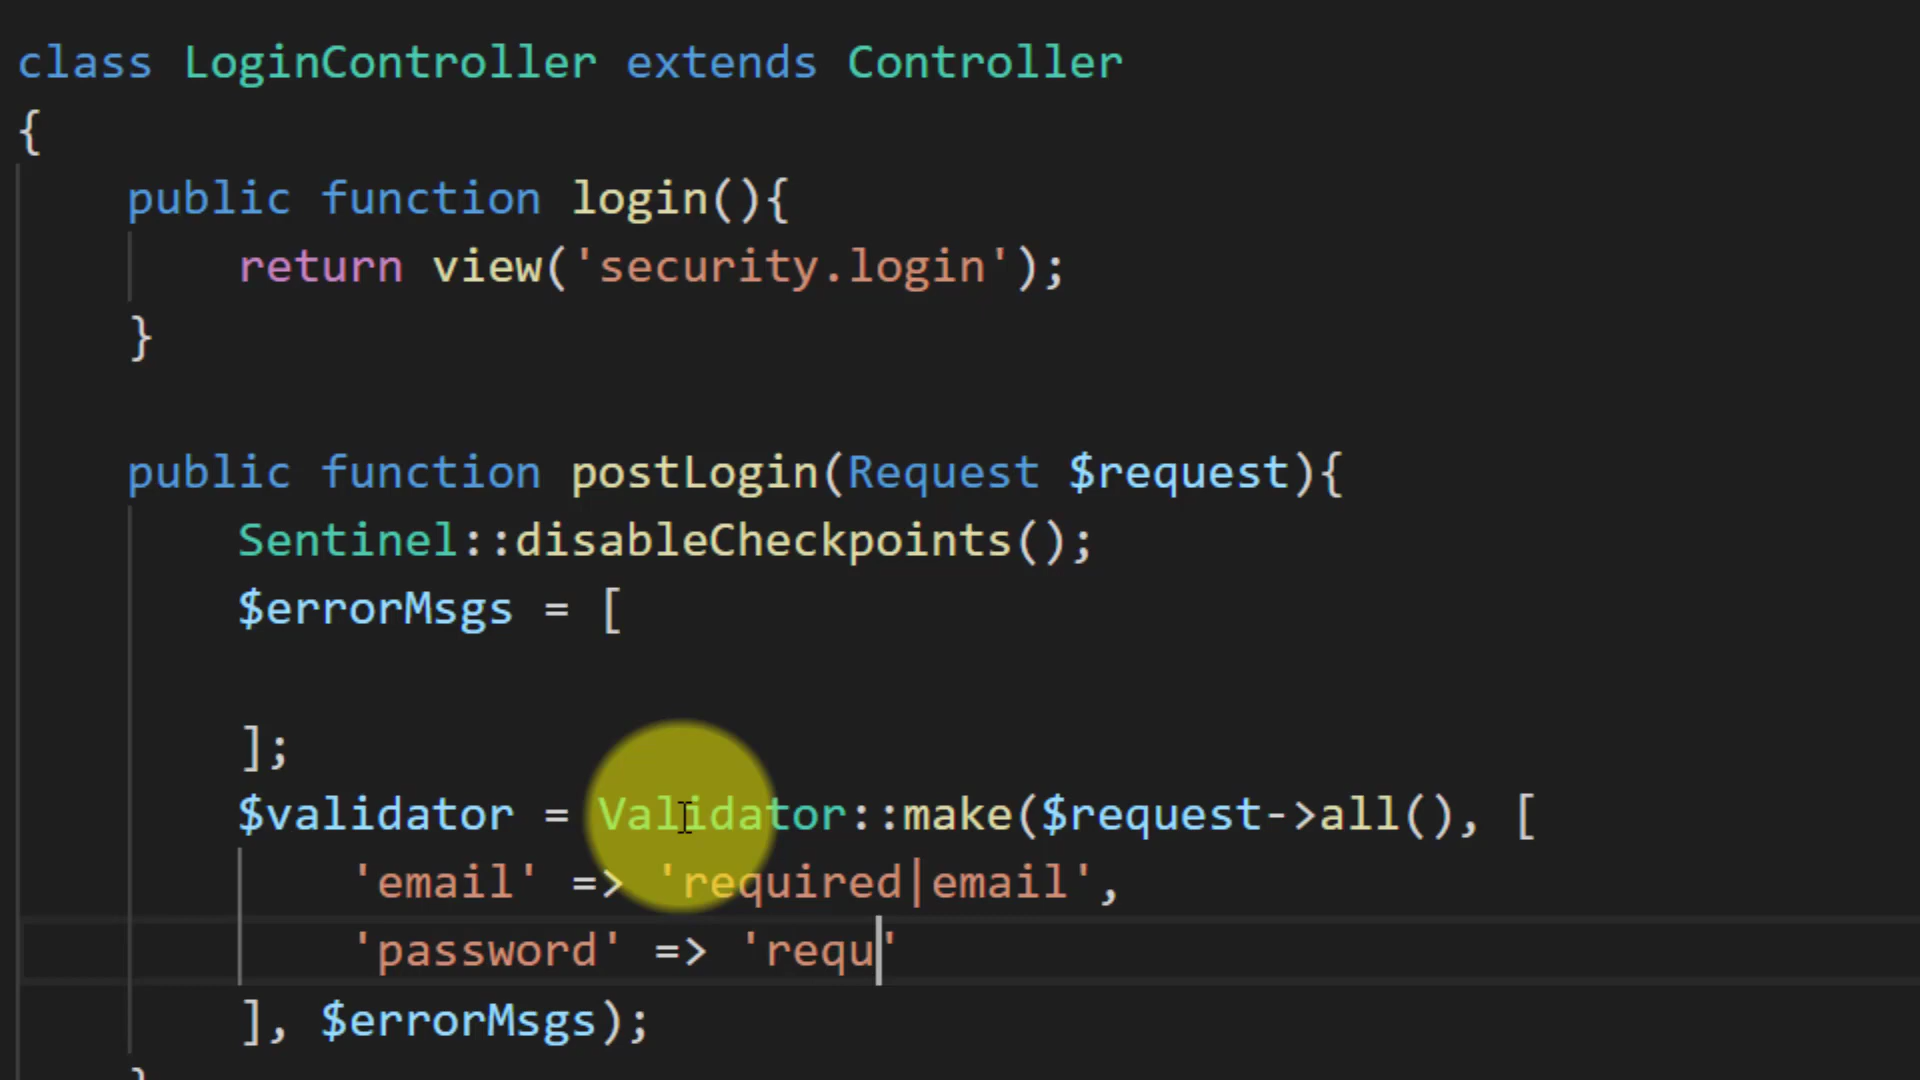 class LoginController extends Controller
{
    public function login(){
        return view('security.login');
    }

    public function postLogin(Request $request){
        Sentinel::disableCheckpoints();
        $errorMsgs = [

        ];
        $validator = Validator::make($request->all(), [
            'email' => 'required|email',
            'password' => 'requ'
        ], $errorMsgs);
    }